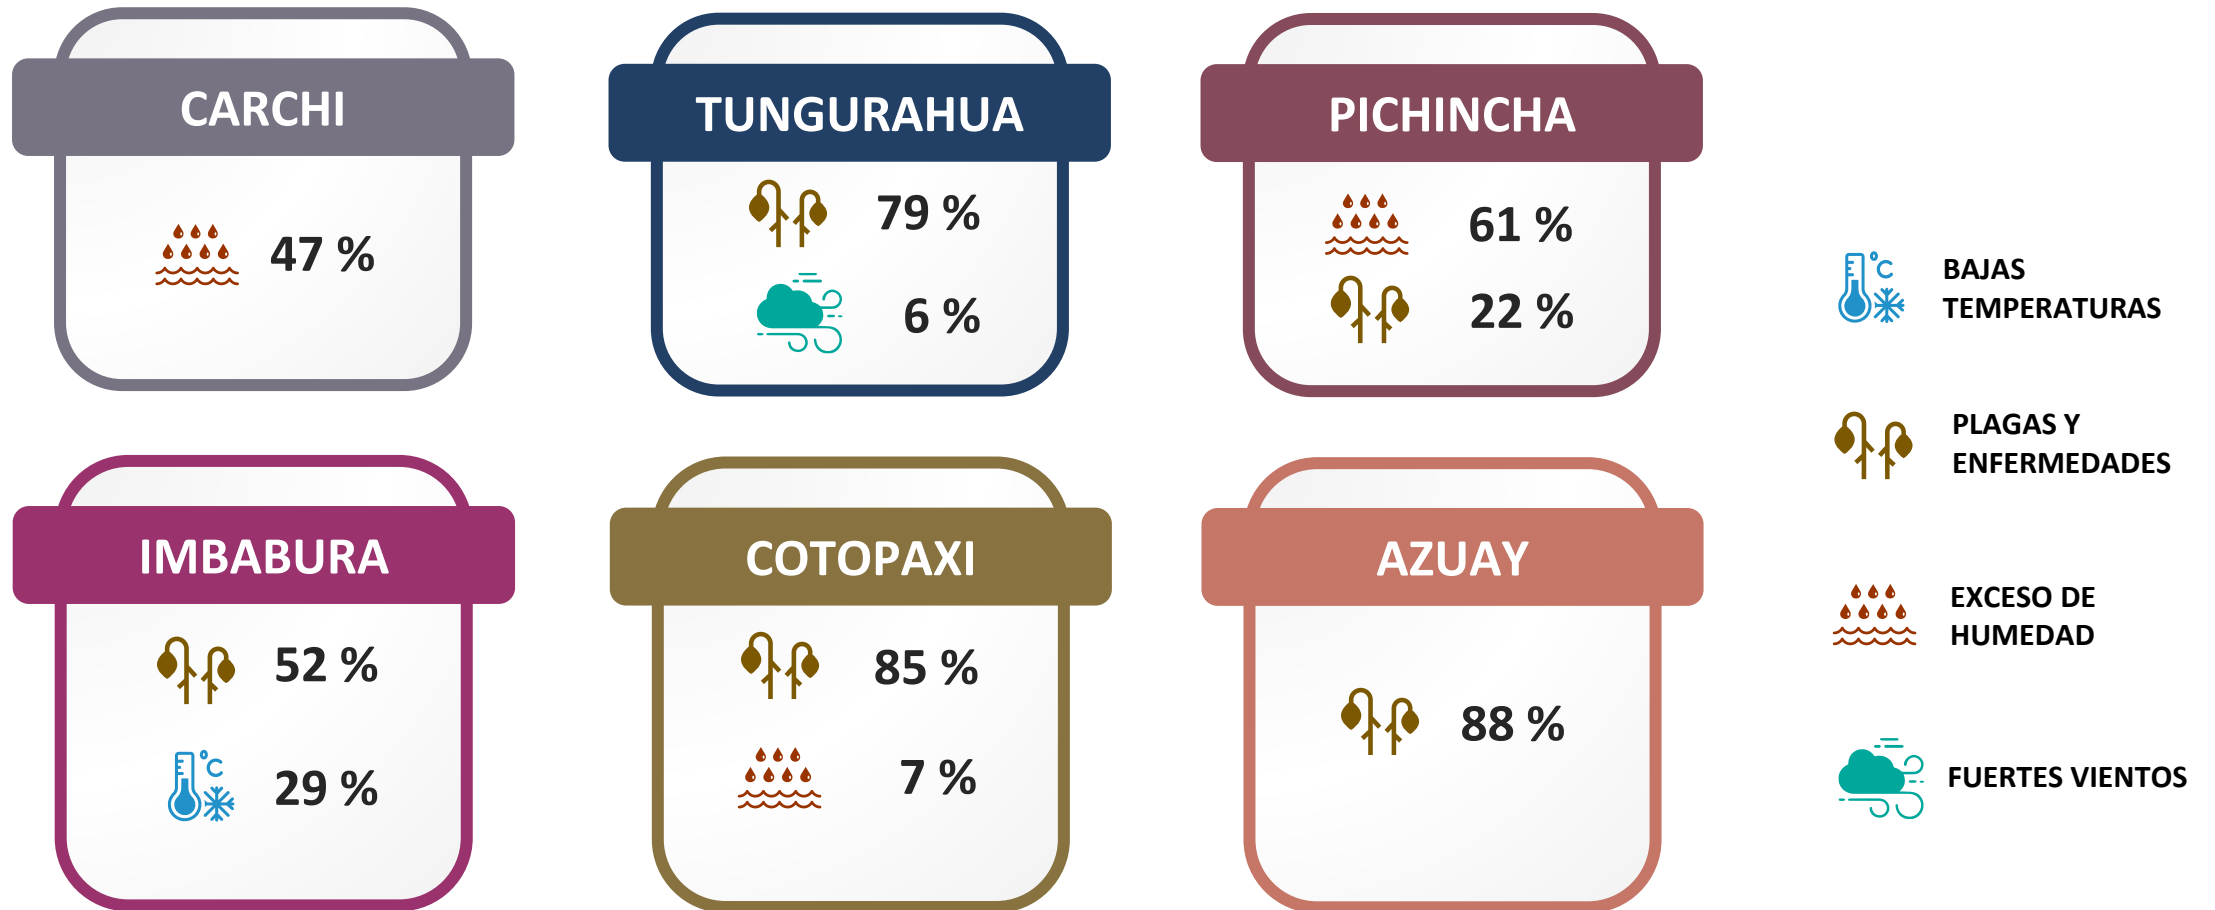 CARCHI
47 %
TUNGURAHUA
79 %
6 %
PICHINCHA
61 %
22 %
IMBABURA
52 %
°C
29 %
COTOPAXI
85 %
7 %
AZUAY
88 %
°C
BAJAS
TEMPERATURAS
PLAGAS Y
ENFERMEDADES
EXCESO DE
HUMEDAD
FUERTES VIENTOS